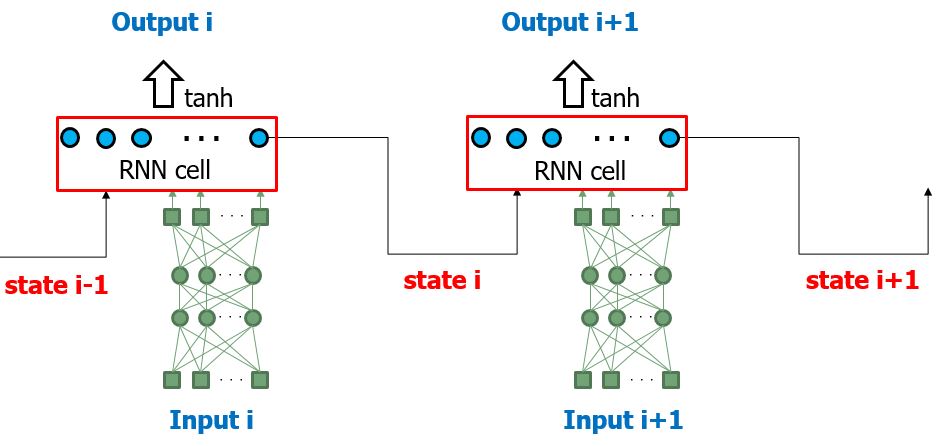 Output i
Output i+1
tanh
tanh
RNN cell
RNN cell
state i-1
state i
state i+1
Input i
Input i+1